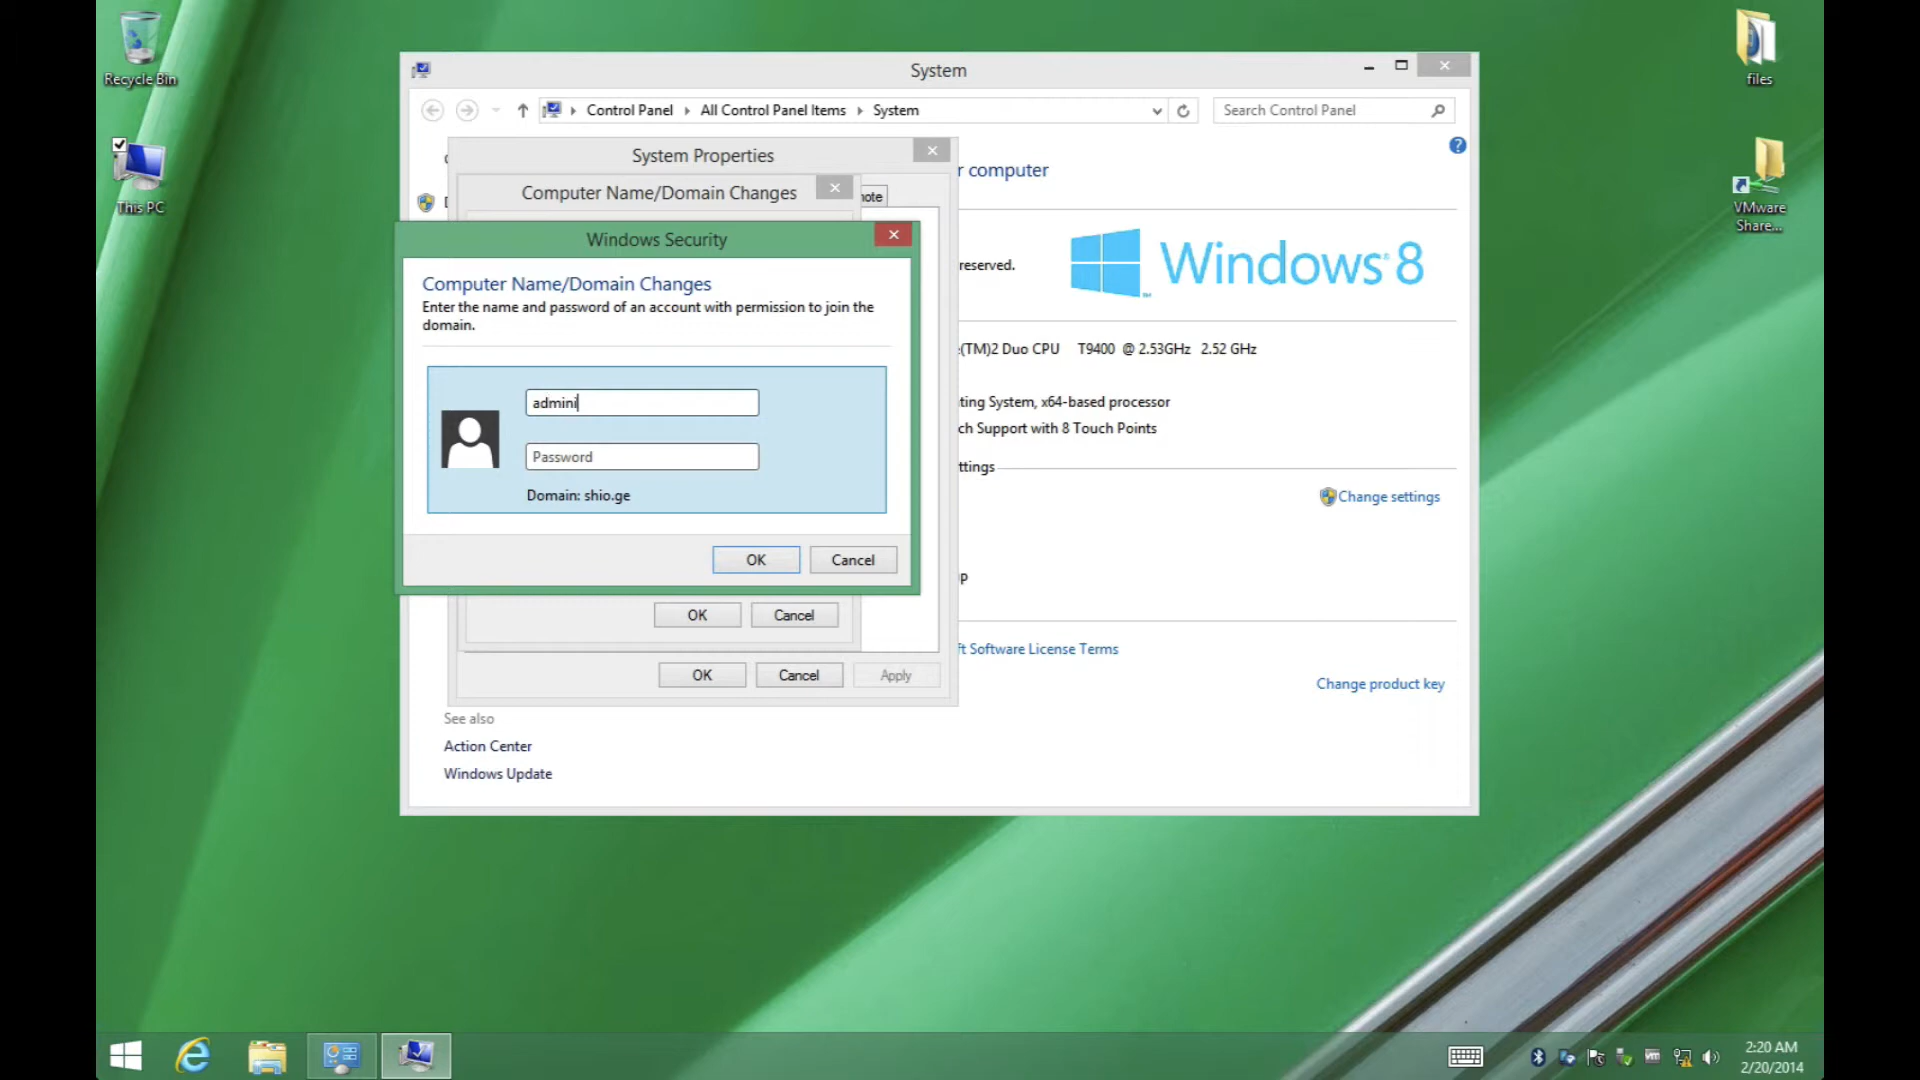 Recycle Bin
This PC
files
VMware
Share...
System
Control Panel
All Control Panel Items
System
Search Control Panel
System Properties
r computer
Computer Name/Domain Changes
note
Windows Security
Computer Name/Domain Changes
Enter the name and password of an account with permission to join the
domain.
admini
Password
Domain: shio.ge
OK
Cancel
OK
Cancel
OK
Cancel
Apply
reserved.
Windows 8
(TM)2 Duo CPU T9400 @ 2.53GHz 2.52 GHz
ting System, x64-based processor
ch Support with 8 Touch Points
ttings
Change settings
p
ft Software License Terms
Change product key
See also
Action Center
Windows Update
2:20 AM
2/20/2014